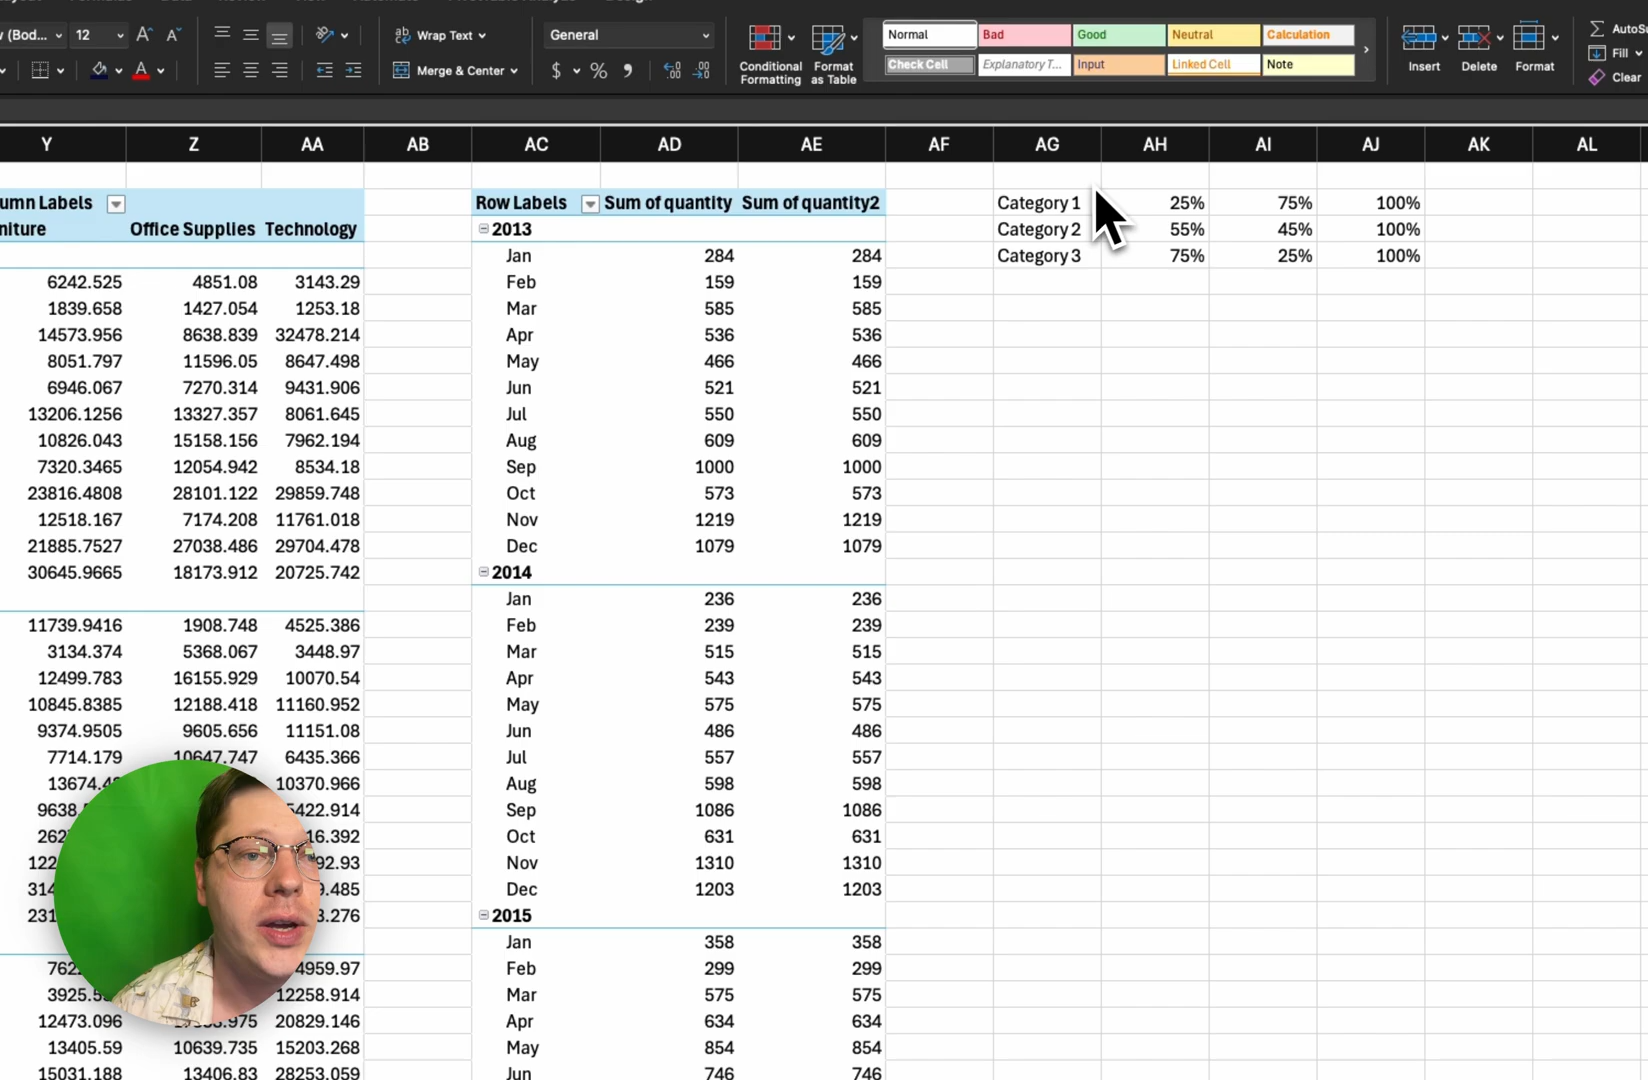 12 Wrap Text General Normal Bad Good Neutral Calculation AutoSu
Merge & Center $ % Conditional Formatting Format as Table Check Cell Explanatory T... Input Linked Cell Note Insert Delete Format Fill Clear
Y Z AA AB AC AD AE AF AG AH AI AJ AK AL
umn Labels Row Labels Sum of quantity Sum of quantity2 Category 1 25% 75% 100%
niture Office Supplies Technology 2013 Category 2 55% 45% 100%
Jan 284 284 Category 3 75% 25% 100%
6242.525 4851.08 3143.29 Feb 159 159
1839.658 1427.054 1253.18 Mar 585 585
14573.956 8638.839 32478.214 Apr 536 536
8051.797 11596.05 8647.498 May 466 466
6946.067 7270.314 9431.906 Jun 521 521
13206.1256 13327.357 8061.645 Jul 550 550
10826.043 15158.156 7962.194 Aug 609 609
7320.3465 12054.942 8534.18 Sep 1000 1000
23816.4808 28101.122 29859.748 Oct 573 573
12518.167 7174.208 11761.018 Nov 1219 1219
21885.7527 27038.486 29704.478 Dec 1079 1079
30645.9665 18173.912 20725.742 2014
Jan 236 236
11739.9416 1908.748 4525.386 Feb 239 239
3134.374 5368.067 3448.97 Mar 515 515
12499.783 16155.929 10070.54 Apr 543 543
10845.8385 12188.418 11160.952 May 575 575
9374.9505 9605.656 11151.08 Jun 486 486
7714.179 10647.747 6435.366 Jul 557 557
10370.966 Aug 598 598
Sep 1086 1086
Oct 631 631
Nov 1310 1310
Dec 1203 1203
2015
Jan 358 358
4959.97 Feb 299 299
12258.914 Mar 575 575
12473.096 20829.146 Apr 634 634
13405.59 10639.735 15203.268 May 854 854
15031.188 13406.83 28253.059 Jun 746 746